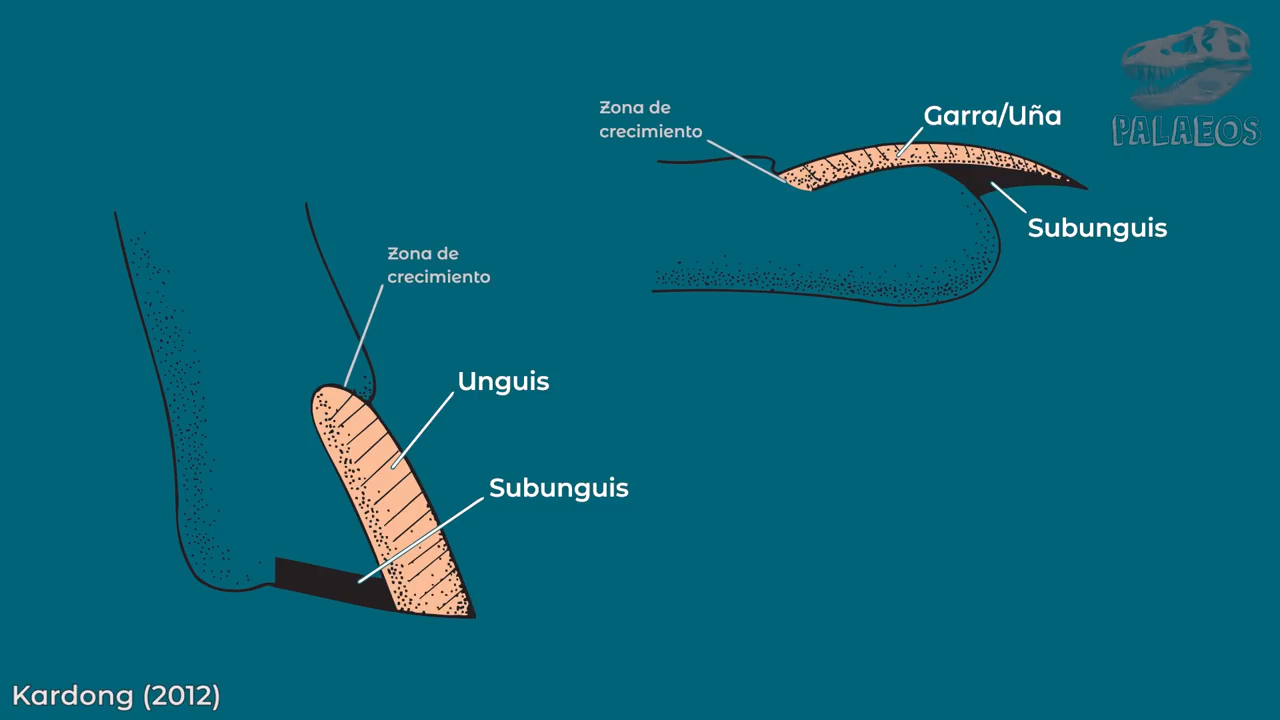 PALAEOS
Zona de
crecimiento
Garra/Uña
Subunguis
Zona de
crecimiento
Unguis
Subunguis
Kardong (2012)